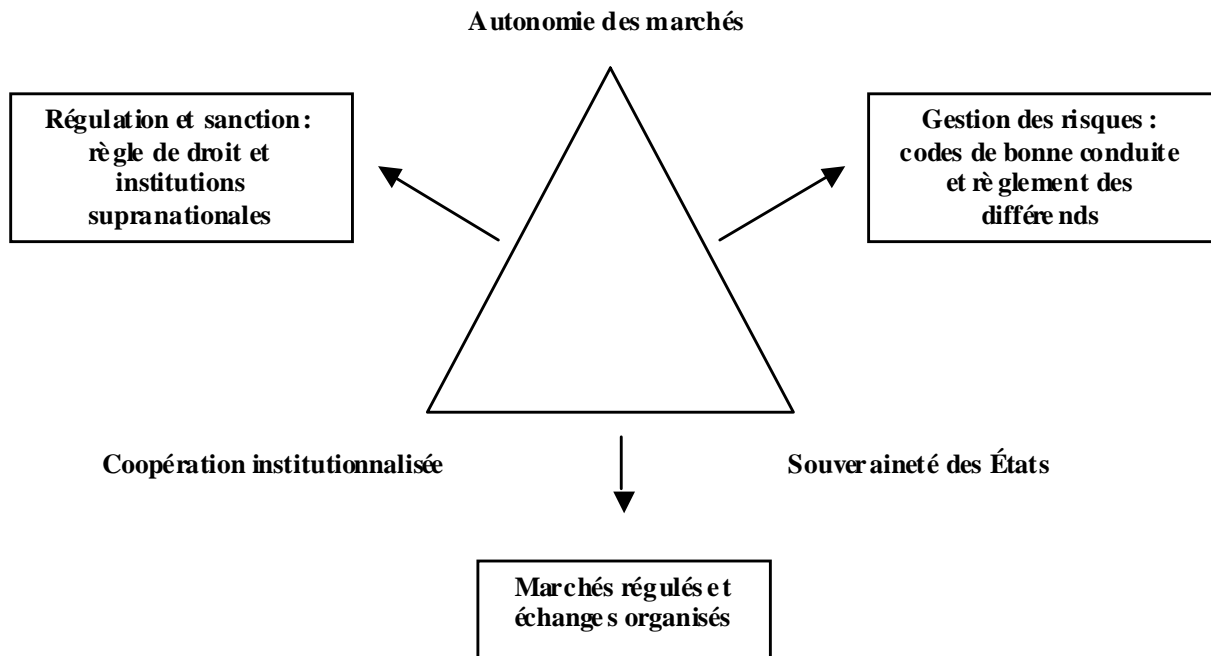 Autonomie des marchés
Régulation et sanction :
règle de droit et
institutions
supranationales
Gestion des risques :
codes de bonne conduite
et règlement des
différends
Coopération institutionnalisée
Souveraineté des États
Marchés régulés et
échanges organisés